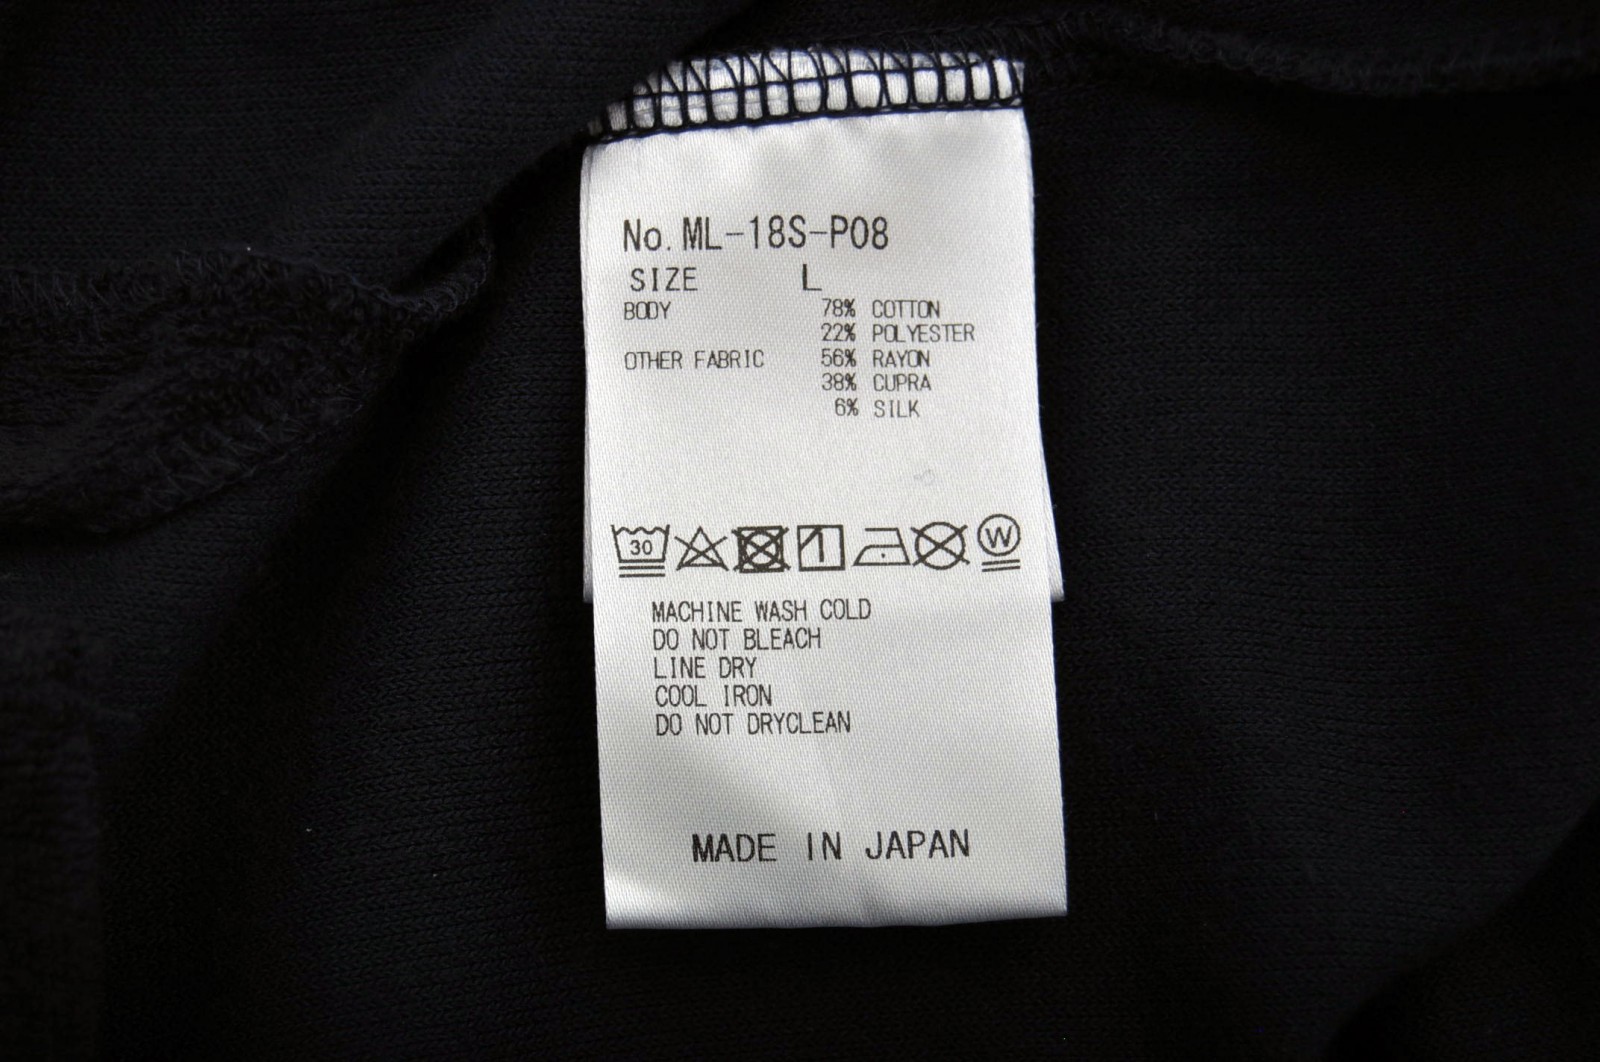 No. ML-18S-P08
SIZE L
BODY 78% COTTON
22% POLYESTER
OTHER FABRIC 56% RAYON
38% CUPRA
6% SILK
30 W
MACHINE WASH COLD
DO NOT BLEACH
LINE DRY
COOL IRON
DO NOT DRYCLEAN
MADE IN JAPAN